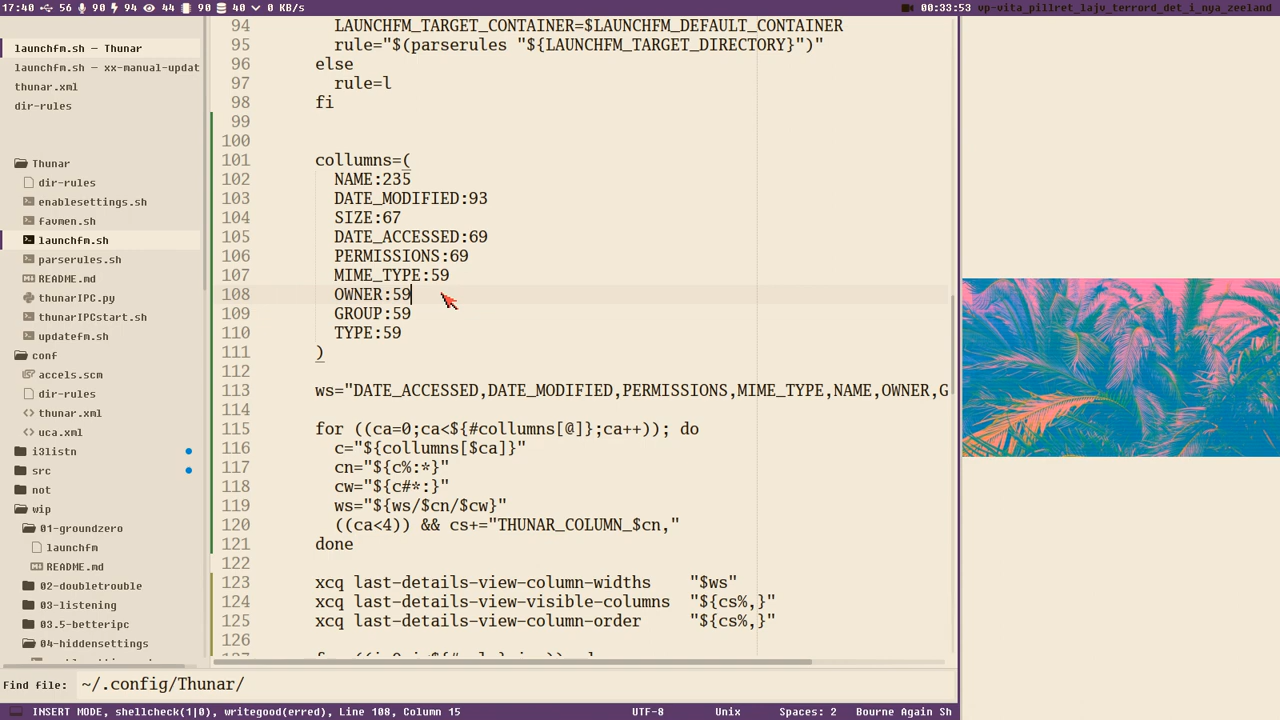 17:40 56 90 94 44 90 40 0 KB/s
00:33:53 vp-vita_pillret_lajv_terrord_det_i_nya_zeeland
launchfm.sh — Thunar
launchfm.sh — xx-manual-updat
thunar.xml
dir-rules
Thunar
dir-rules
enablesettings.sh
favmen.sh
launchfm.sh
parserules.sh
README.md
thunarIPC.py
thunarIPCstart.sh
updatefm.sh
conf
accels.scm
dir-rules
thunar.xml
uca.xml
i3listn
src
not
wip
01-groundzero
launchfm
README.md
02-doubletrouble
03-listening
03.5-betteripc
04-hiddensettings
94 LAUNCHFM_TARGET_CONTAINER=$LAUNCHFM_DEFAULT_CONTAINER
95 rule="$(parserules "${LAUNCHFM_TARGET_DIRECTORY}")"
96 else
97 rule=l
98 fi
99
100
101 collumns=(
102 NAME:235
103 DATE_MODIFIED:93
104 SIZE:67
105 DATE_ACCESSED:69
106 PERMISSIONS:69
107 MIME_TYPE:59
108 OWNER:59
109 GROUP:59
110 TYPE:59
111 )
112
113 ws="DATE_ACCESSED,DATE_MODIFIED,PERMISSIONS,MIME_TYPE,NAME,OWNER,G
114
115 for ((ca=0;ca<${#collumns[@]};ca++)); do
116 c="${collumns[$ca]}"
117 cn="${c%:*}"
118 cw="${c#*:}"
119 ws="${ws/$cn/$cw}"
120 ((ca<4)) && cs+="THUNAR_COLUMN_$cn,"
121 done
122
123 xcq last-details-view-column-widths "$ws"
124 xcq last-details-view-visible-columns "${cs%,}"
125 xcq last-details-view-column-order "${cs%,}"
126
Find file: ~/.config/Thunar/
INSERT MODE, shellcheck(1|0), writegood(erred), Line 108, Column 15 UTF-8 Unix Spaces: 2 Bourne Again Sh